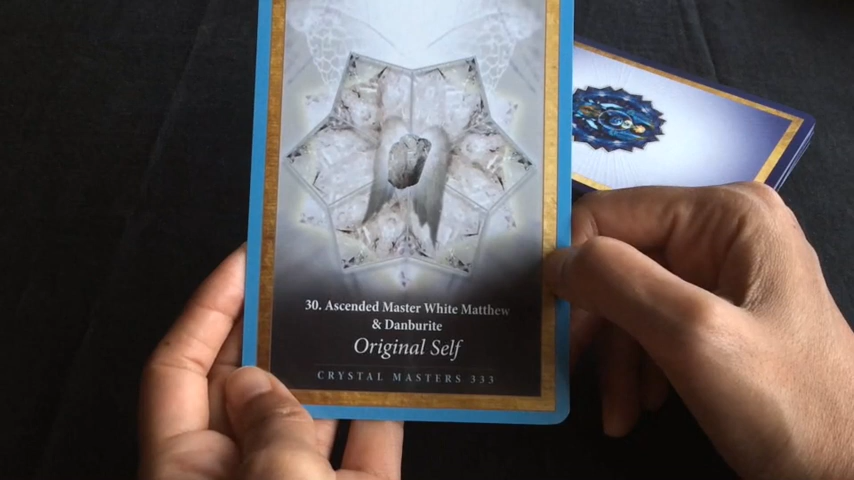 30. Ascended Master White Matthew
& Danburite
Original Self
CRYSTAL MASTERS 333